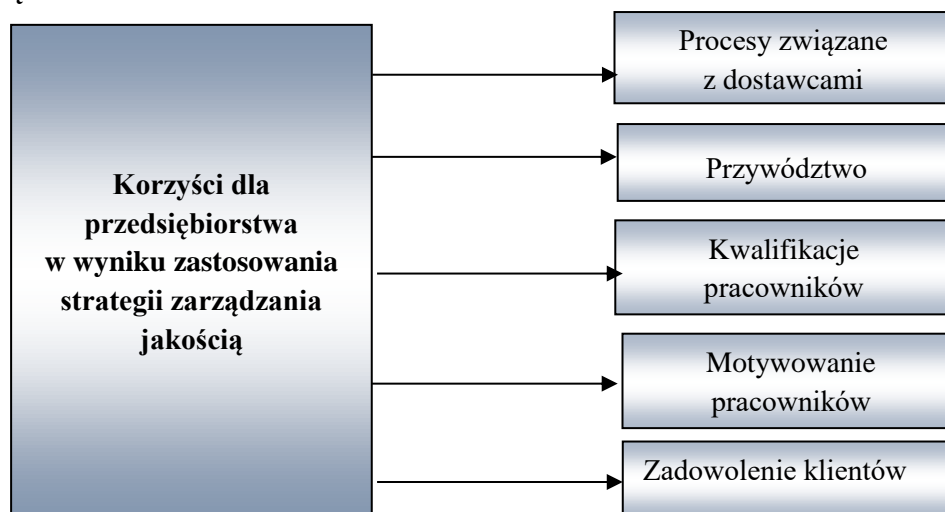 Korzyści dla
przedsiębiorstwa
w wyniku zastosowania
strategii zarządzania
jakością
Procesy związane
z dostawcami
Przywództwo
Kwalifikacje
pracowników
Motywowanie
pracowników
Zadowolenie klientów